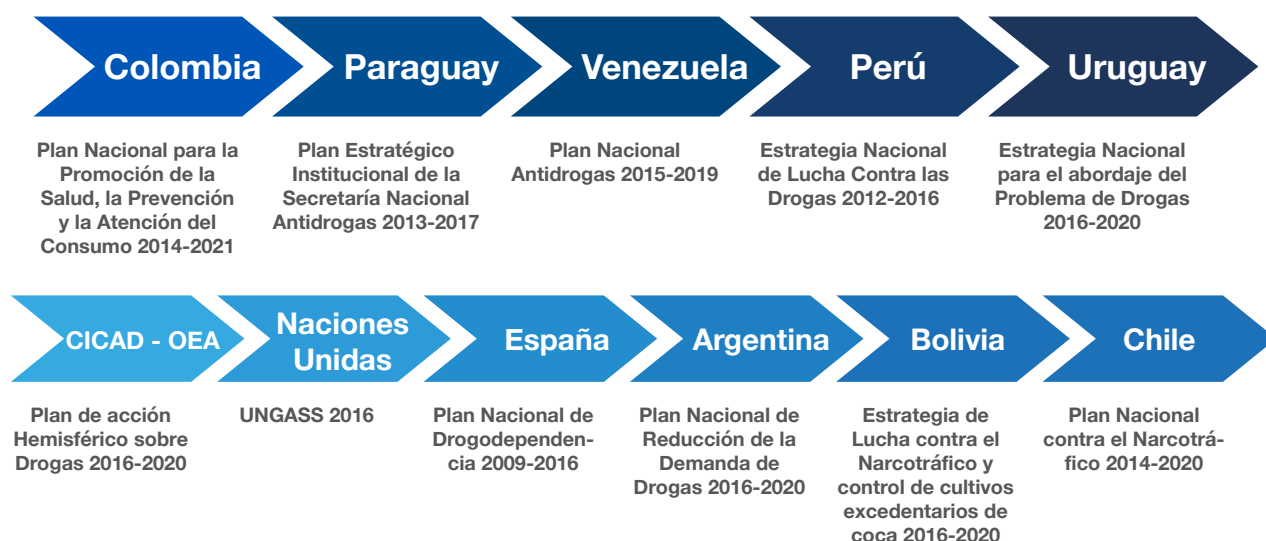 Colombia
Paraguay
Venezuela
Perú
Uruguay
Plan Nacional para la
Promoción de la
Salud, la Prevención
y la Atención del
Consumo 2014-2021
Plan Estratégico
Institucional de la
Secretaría Nacional
Antidrogas 2013-2017
Plan Nacional
Antidrogas 2015-2019
Estrategia Nacional
de Lucha Contra las
Drogas 2012-2016
Estrategia Nacional
para el abordaje del
Problema de Drogas
2016-2020
CICAD - OEA
Naciones
Unidas
España
Argentina
Bolivia
Chile
Plan de acción
Hemisférico sobre
Drogas 2016-2020
UNGASS 2016
Plan Nacional de
Drogodependen-
cia 2009-2016
Plan Nacional de
Reducción de la
Demanda de
Drogas 2016-2020
Estrategia de
Lucha contra el
Narcotráfico y
control de cultivos
excedentarios de
coca 2016-2020
Plan Nacional
contra el Narcotrá-
fico 2014-2020